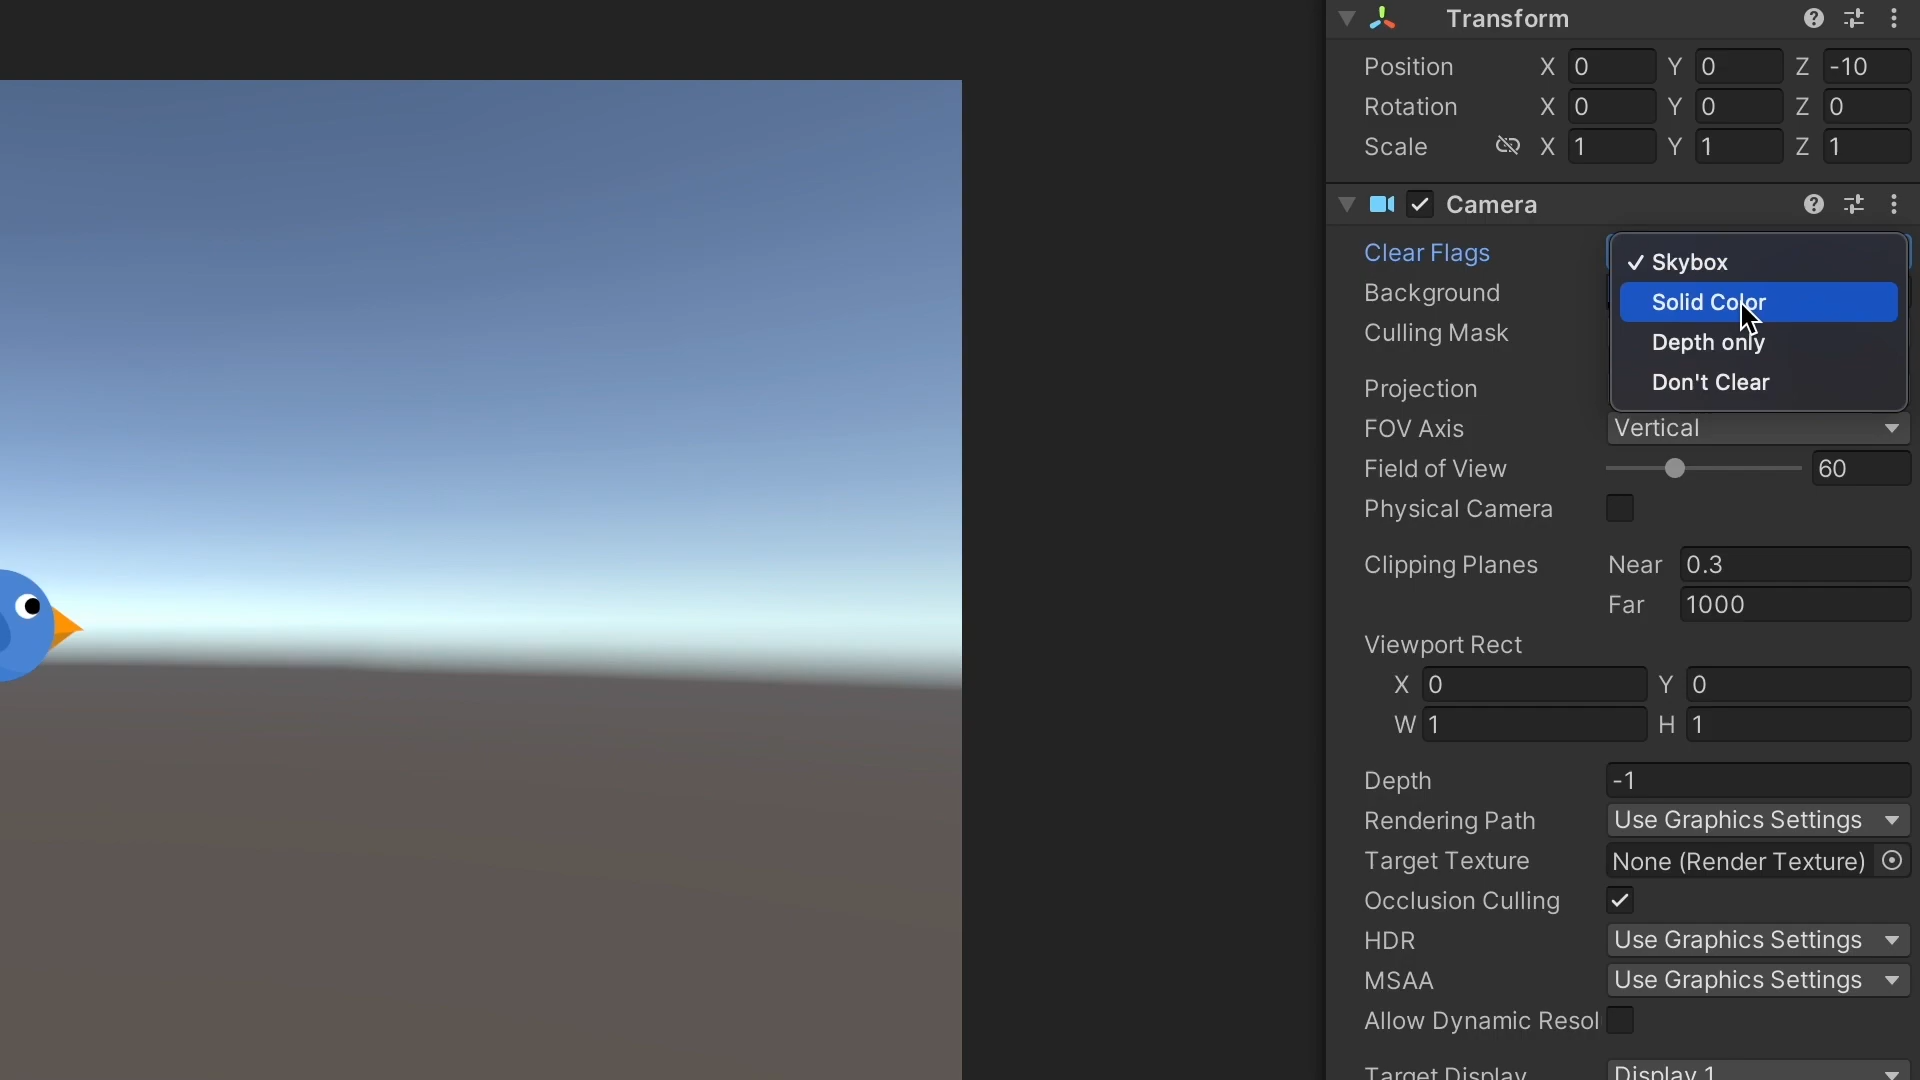 Transform
Position X 0 Y 0 Z -10
Rotation X 0 Y 0 Z 0
Scale X 1 Y 1 Z 1
Camera
Clear Flags
✓ Skybox
Background
Solid Color
Culling Mask
Depth only
Don't Clear
Projection
FOV Axis Vertical
Field of View 60
Physical Camera
Clipping Planes Near 0.3
Far 1000
Viewport Rect
X 0 Y 0
W 1 H 1
Depth -1
Rendering Path Use Graphics Settings
Target Texture None (Render Texture)
Occlusion Culling
HDR Use Graphics Settings
MSAA Use Graphics Settings
Allow Dynamic Resol
Target Display Display 1